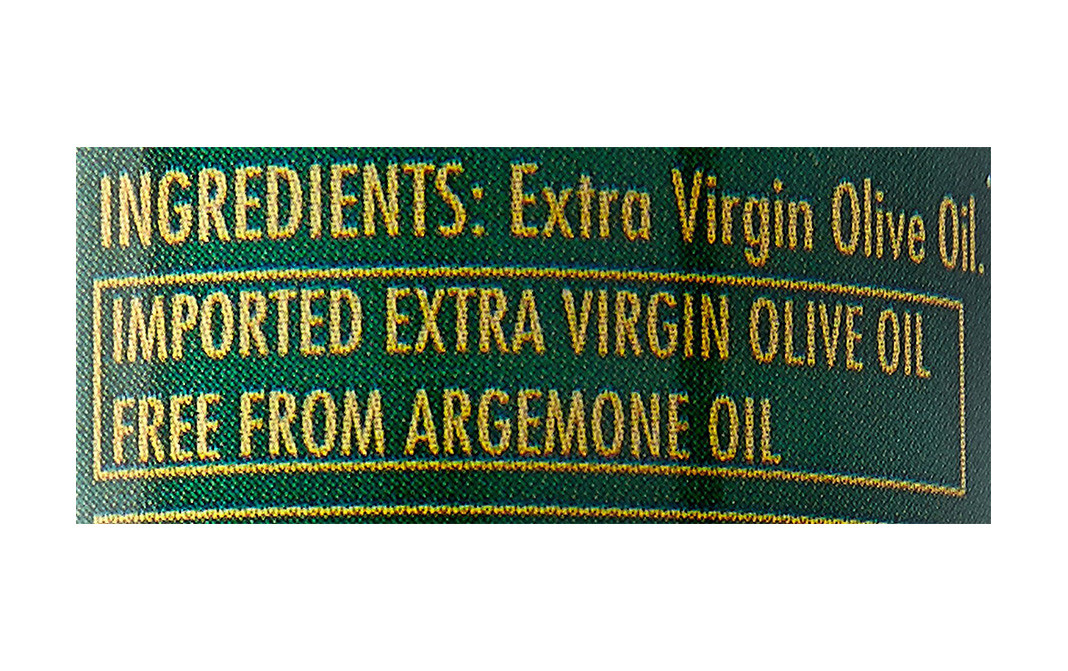 INGREDIENTS: Extra Virgin Olive Oil.
IMPORTED EXTRA VIRGIN OLIVE OIL
FREE FROM ARGEMONE OIL